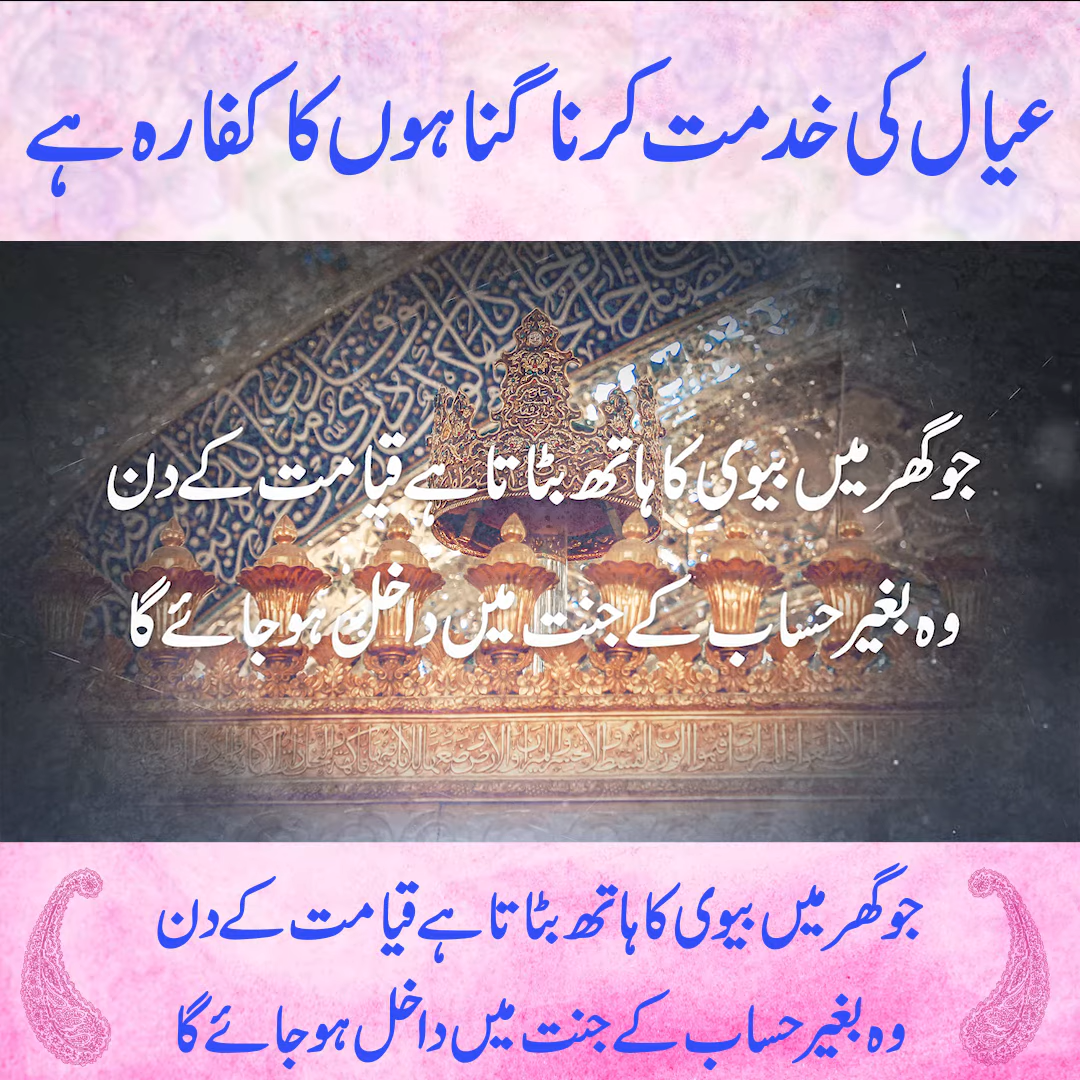 عیال کی خدمت کرنا گناہوں کا کفارہ ہے
جو گھر میں بیوی کا ہاتھ بٹاتا ہے قیامت کے دن
وہ بغیر حساب کے جنت میں داخل ہو جائے گا
جو گھر میں بیوی کا ہاتھ بٹاتا ہے قیامت کے دن
وہ بغیر حساب کے جنت میں داخل ہو جائے گا